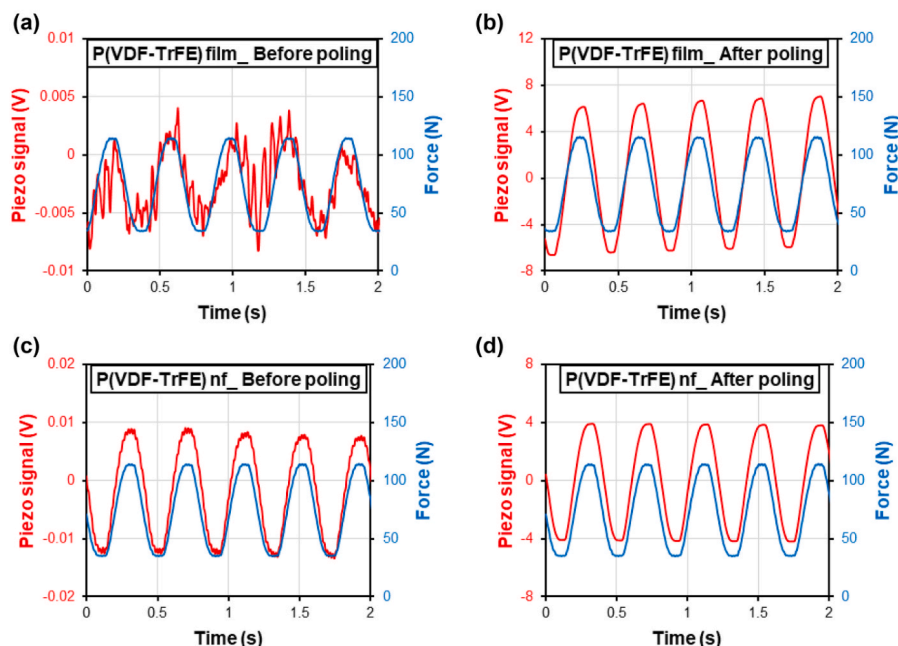 (a)
P(VDF-TrFE) film_ Before poling
Piezo signal (V)
0.01
0.005
0
-0.005
-0.01
200
150
100
50
0
Force (N)
0 0.5 1 1.5 2
Time (s)
(b)
P(VDF-TrFE) film_ After poling
Piezo signal (V)
12
8
4
0
-4
-8
200
150
100
50
0
Force (N)
0 0.5 1 1.5 2
Time (s)
(c)
P(VDF-TrFE) nf_ Before poling
Piezo signal (V)
0.02
0.01
0
-0.01
-0.02
200
150
100
50
0
Force (N)
0 0.5 1 1.5 2
Time (s)
(d)
P(VDF-TrFE) nf_ After poling
Piezo signal (V)
8
4
0
-4
-8
200
150
100
50
0
Force (N)
0 0.5 1 1.5 2
Time (s)